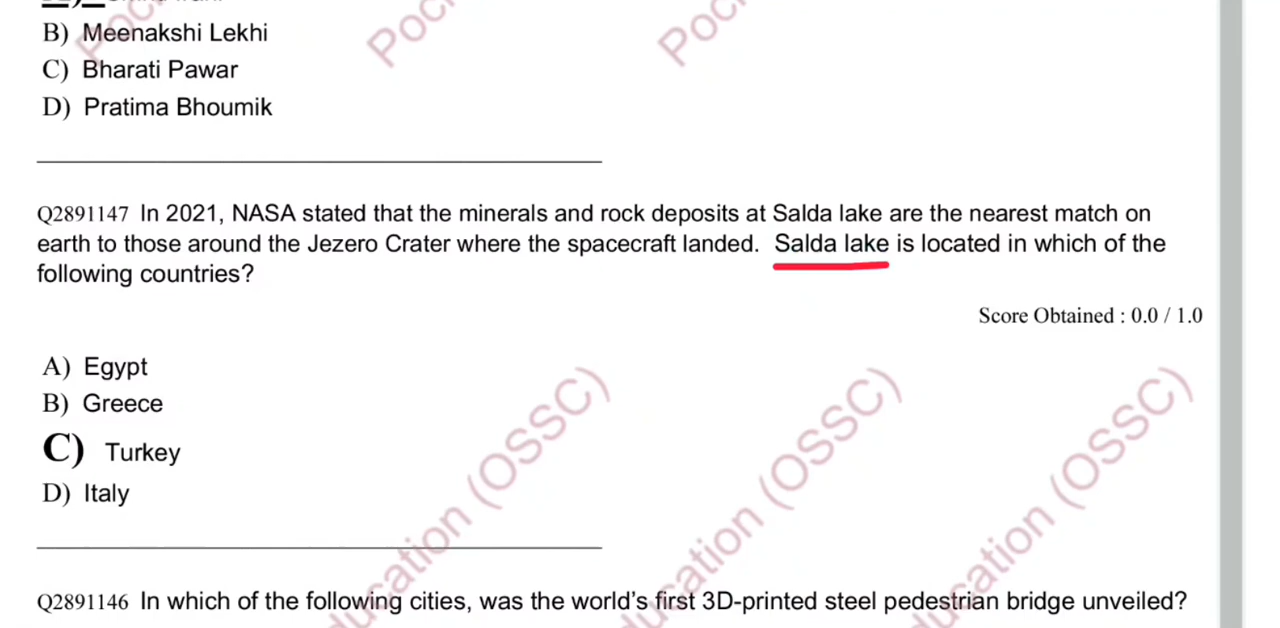 B) Meenakshi Lekhi
C) Bharati Pawar
D) Pratima Bhoumik
Q2891147 In 2021, NASA stated that the minerals and rock deposits at Salda lake are the nearest match on
earth to those around the Jezero Crater where the spacecraft landed. Salda lake is located in which of the
following countries?
Score Obtained : 0.0 / 1.0
A) Egypt
B) Greece
C) Turkey
D) Italy
Q2891146 In which of the following cities, was the world's first 3D-printed steel pedestrian bridge unveiled?